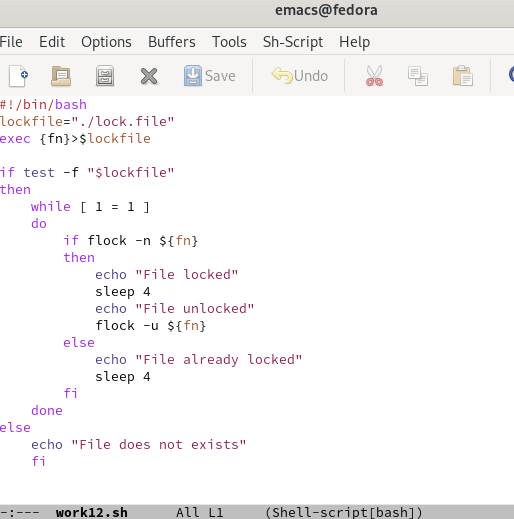 emacs@fedora
File Edit Options Buffers Tools Sh-Script Help
Save Undo
#!/bin/bash
lockfile="./lock.file"
exec {fn}>$lockfile

if test -f "$lockfile"
then
    while [ 1 = 1 ]
    do
        if flock -n ${fn}
        then
            echo "File locked"
            sleep 4
            echo "File unlocked"
            flock -u ${fn}
        else
            echo "File already locked"
            sleep 4
        fi
    done
else
    echo "File does not exists"
    fi
-:--- work12.sh All L1 (Shell-script[bash])